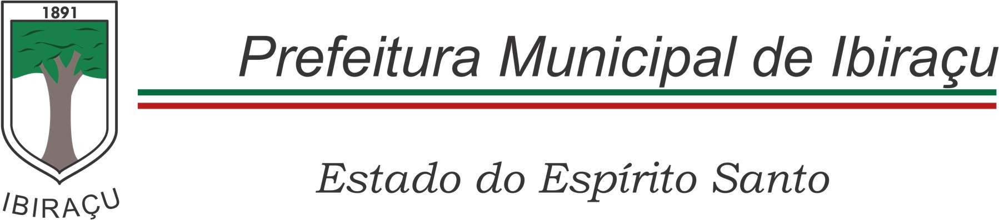 1891
IBIRAÇU
Prefeitura Municipal de Ibiraçu
Estado do Espírito Santo